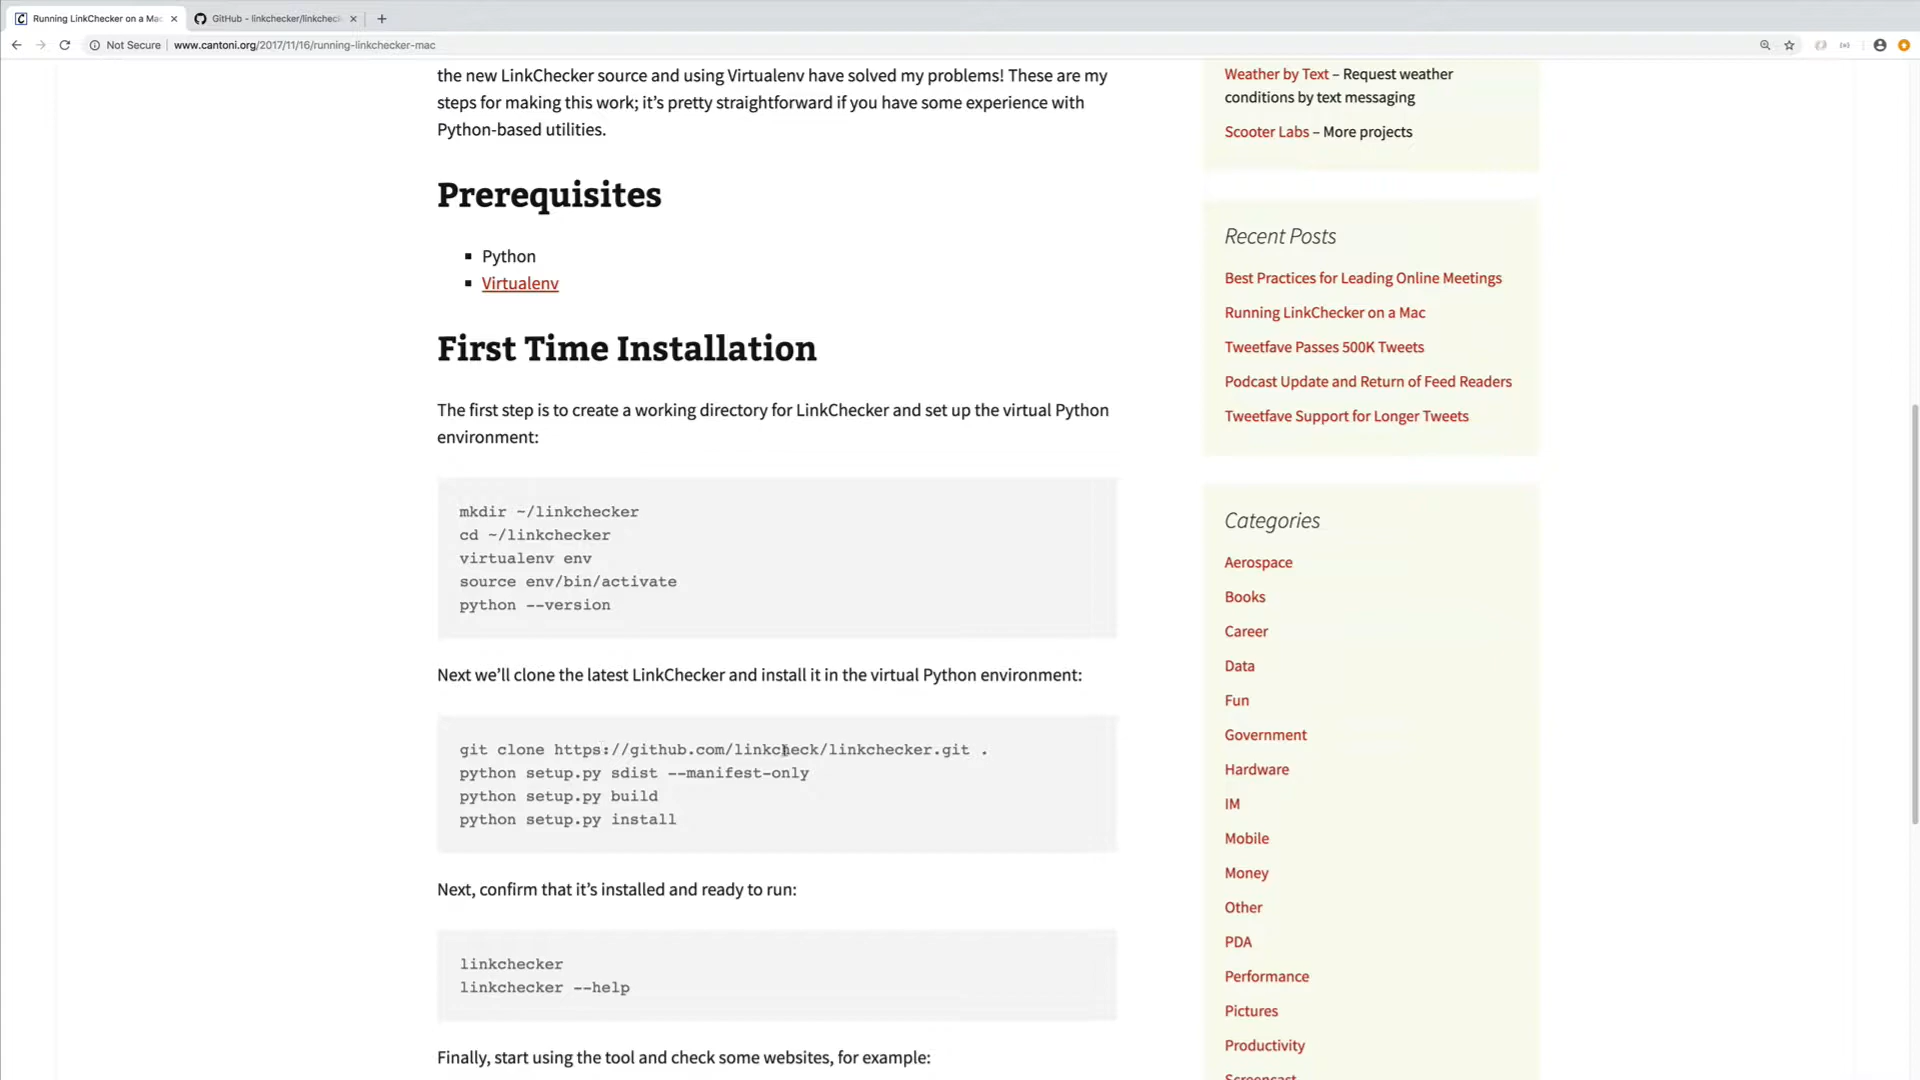 Running LinkChecker on a Mac
GitHub - linkchecker/linkcheck
Not Secure
www.cantoni.org/2017/11/16/running-linkchecker-mac
the new LinkChecker source and using Virtualenv have solved my problems! These are my
steps for making this work; it’s pretty straightforward if you have some experience with
Python-based utilities.
Prerequisites
Python
Virtualenv
First Time Installation
The first step is to create a working directory for LinkChecker and set up the virtual Python
environment:
mkdir ~/linkchecker
cd ~/linkchecker
virtualenv env
source env/bin/activate
python --version
Next we’ll clone the latest LinkChecker and install it in the virtual Python environment:
git clone https://github.com/linkcheck/linkchecker.git .
python setup.py sdist --manifest-only
python setup.py build
python setup.py install
Next, confirm that it’s installed and ready to run:
linkchecker
linkchecker --help
Finally, start using the tool and check some websites, for example:
Weather by Text – Request weather
conditions by text messaging
Scooter Labs – More projects
Recent Posts
Best Practices for Leading Online Meetings
Running LinkChecker on a Mac
Tweetfave Passes 500K Tweets
Podcast Update and Return of Feed Readers
Tweetfave Support for Longer Tweets
Categories
Aerospace
Books
Career
Data
Fun
Government
Hardware
IM
Mobile
Money
Other
PDA
Performance
Pictures
Productivity
Screencast